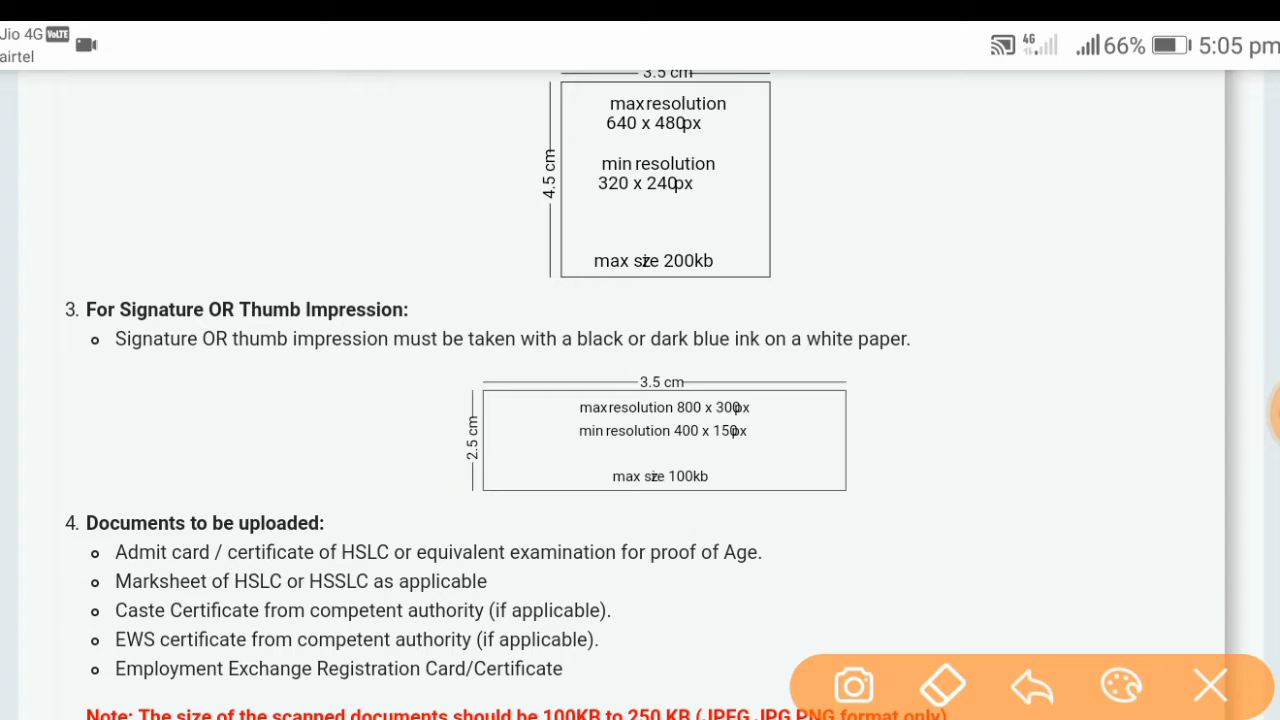 Jio 4G VoLTE
airtel
4G
66%
5:05 pm
3.5 cm
max resolution
640 x 480px
min resolution
320 x 240px
4.5 cm
max size 200kb
3. For Signature OR Thumb Impression:
Signature OR thumb impression must be taken with a black or dark blue ink on a white paper.
3.5 cm
max resolution 800 x 300px
min resolution 400 x 150px
2.5 cm
max size 100kb
4. Documents to be uploaded:
Admit card / certificate of HSLC or equivalent examination for proof of Age.
Marksheet of HSLC or HSSLC as applicable
Caste Certificate from competent authority (if applicable).
EWS certificate from competent authority (if applicable).
Employment Exchange Registration Card/Certificate
Note: The size of the scanned documents should be 100KB to 250 KB (JPEG,JPG,PNG format only)